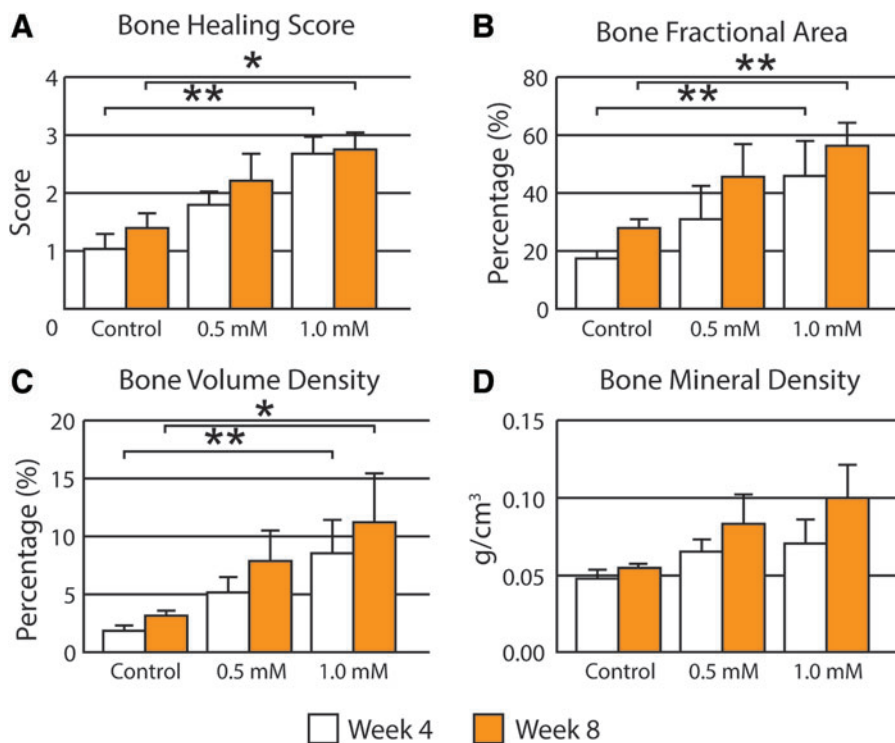 A
Bone Healing Score
*
**
4
3
2
1
0
Score
Control
0.5 mM
1.0 mM
B
Bone Fractional Area
**
**
80
60
40
20
0
Percentage (%)
Control
0.5 mM
1.0 mM
C
Bone Volume Density
*
**
20
15
10
5
0
Percentage (%)
Control
0.5 mM
1.0 mM
D
Bone Mineral Density
0.15
0.10
0.05
0.00
g/cm³
Control
0.5 mM
1.0 mM
Week 4
Week 8